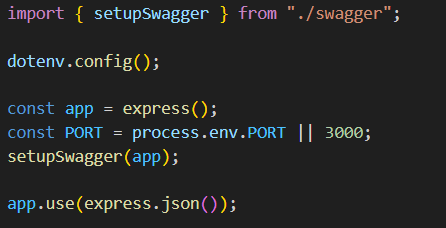 import { setupSwagger } from "./swagger";
dotenv.config();
const app = express();
const PORT = process.env.PORT || 3000;
setupSwagger(app);
app.use(express.json());